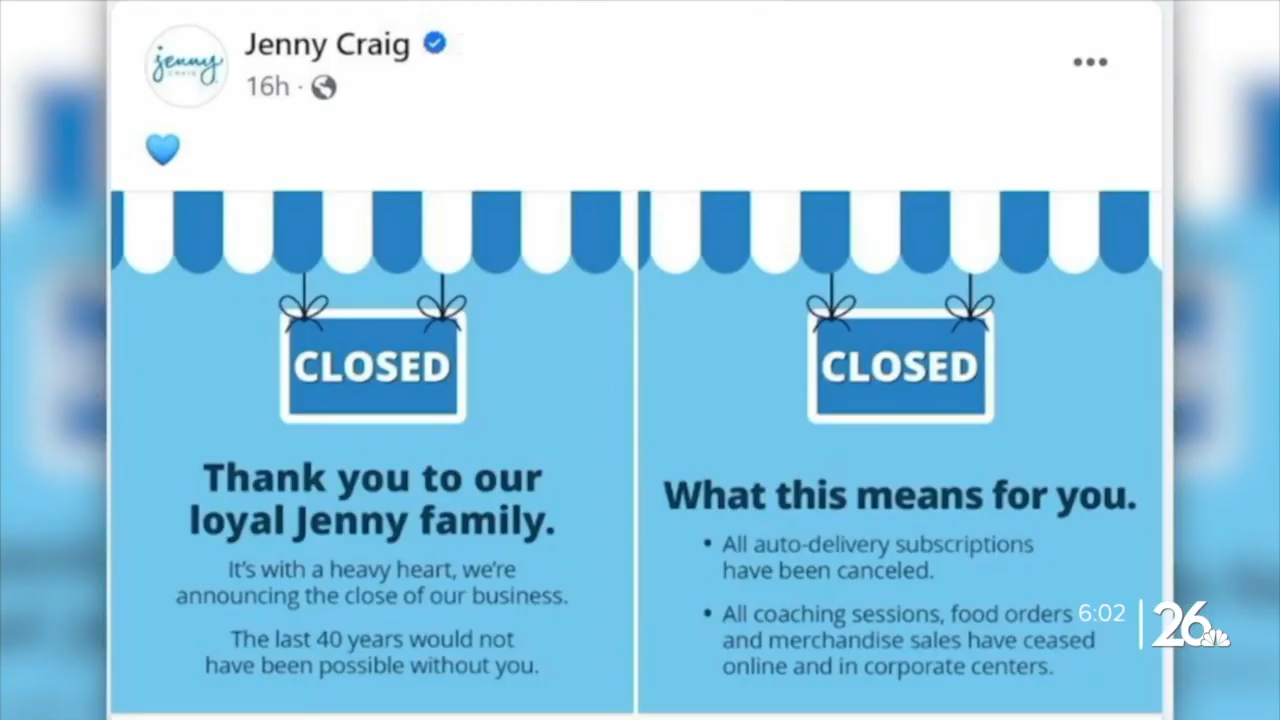 jenny
CRAIG
Jenny Craig
16h ·
CLOSED
Thank you to our
loyal Jenny family.
It's with a heavy heart, we're
announcing the close of our business.
The last 40 years would not
have been possible without you.
CLOSED
What this means for you.
• All auto-delivery subscriptions
have been canceled.
• All coaching sessions, food orders
and merchandise sales have ceased
online and in corporate centers.
6:02
26